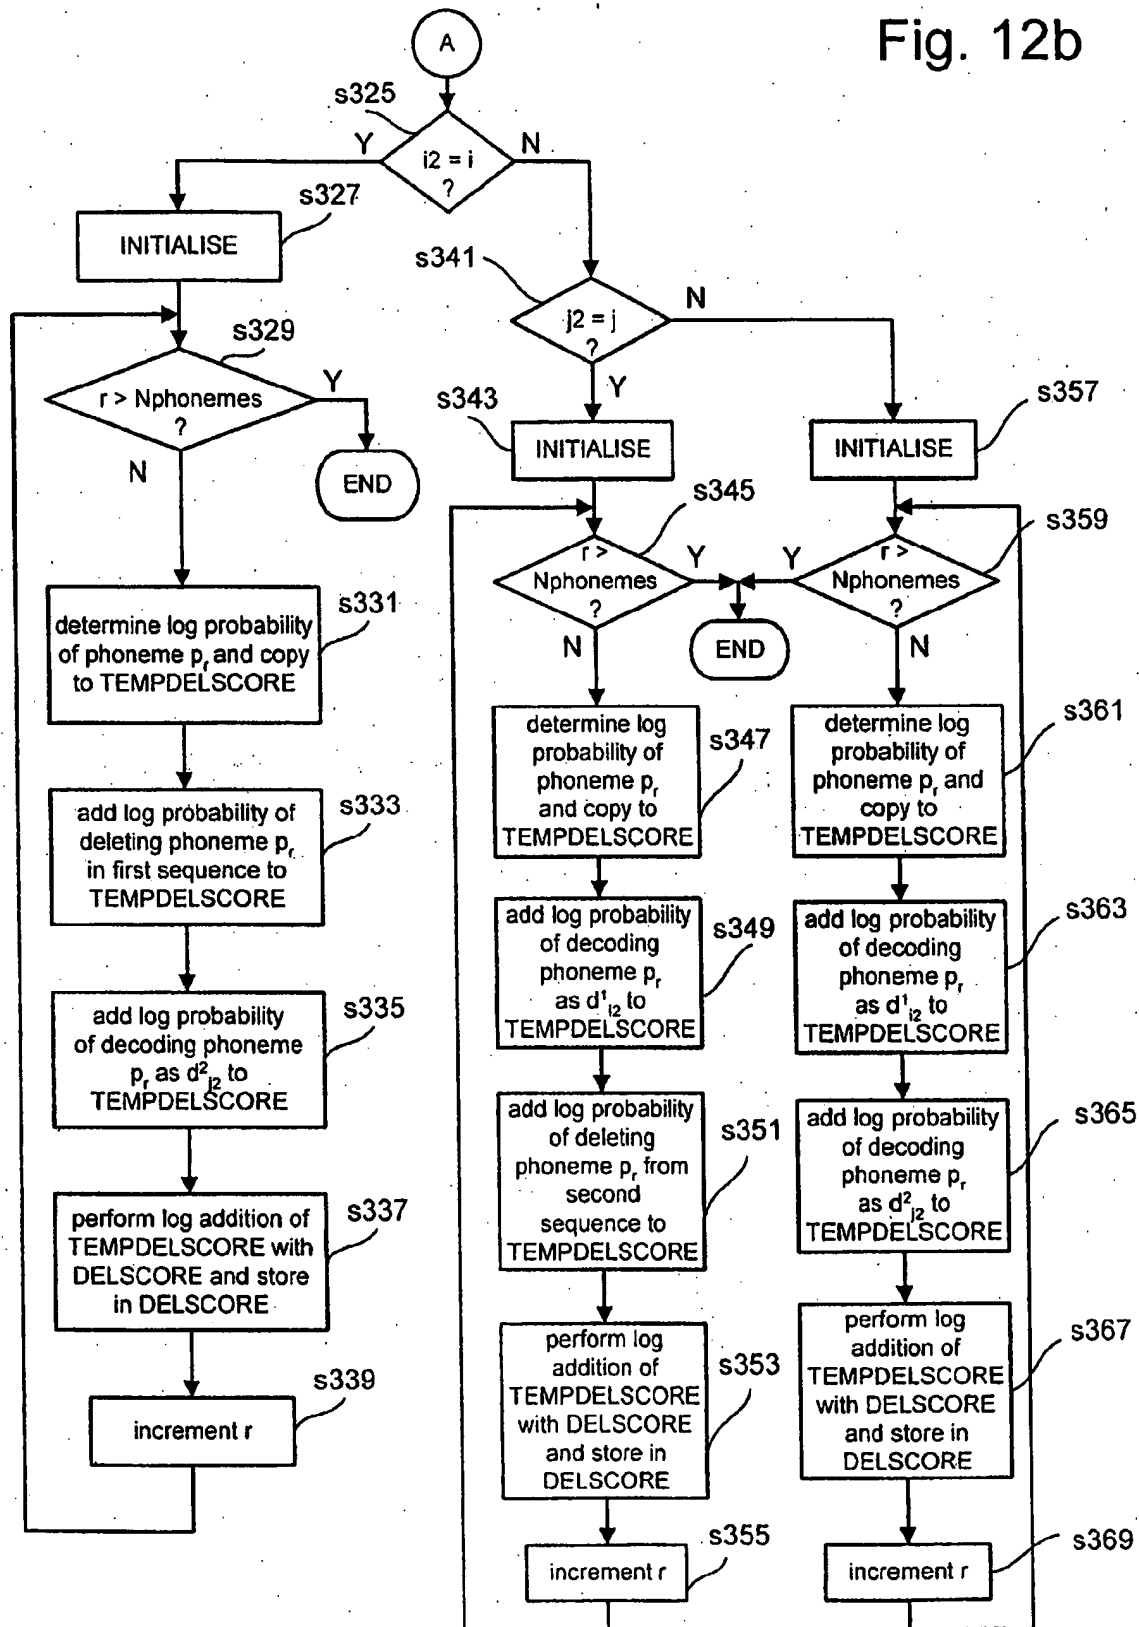 Fig. 12b
A
s325
Y
N
i2 = i
?
s327
INITIALISE
s341
N
j2 = j
?
Y
s329
r > Nphonemes
?
Y
N
END
s343
INITIALISE
s357
INITIALISE
s345
r >
Nphonemes
?
Y
N
s359
r >
Nphonemes
?
Y
N
END
s331
determine log probability
of phoneme pr and copy
to TEMPDELSCORE
s333
add log probability of
deleting phoneme pr
in first sequence to
TEMPDELSCORE
s335
add log probability
of decoding phoneme
pr as d²j2 to
TEMPDELSCORE
s337
perform log addition of
TEMPDELSCORE with
DELSCORE and store
in DELSCORE
s339
increment r
s347
determine log
probability of
phoneme pr
and copy to
TEMPDELSCORE
s349
add log probability
of decoding
phoneme pr
as d¹i2 to
TEMPDELSCORE
s351
add log probability
of deleting
phoneme pr from
second
sequence to
TEMPDELSCORE
s353
perform log
addition of
TEMPDELSCORE
with DELSCORE
and store in
DELSCORE
s355
increment r
s361
determine log
probability of
phoneme pr and
copy to
TEMPDELSCORE
s363
add log probability
of decoding
phoneme pr
as d¹i2 to
TEMPDELSCORE
s365
add log probability
of decoding
phoneme pr
as d²j2 to
TEMPDELSCORE
s367
perform log
addition of
TEMPDELSCORE
with DELSCORE
and store in
DELSCORE
s369
increment r